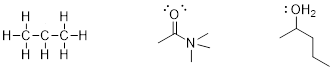 H H H
H C C C H
H H H
:O:
N
:OH₂